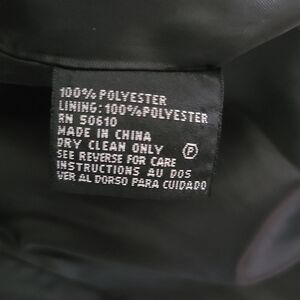 100% POLYESTER
LINING: 100% POLYESTER
RN 50610
MADE IN CHINA
DRY CLEAN ONLY Ⓟ
SEE REVERSE FOR CARE
INSTRUCTIONS AU DOS
VER AL DORSO PARA CUIDADO